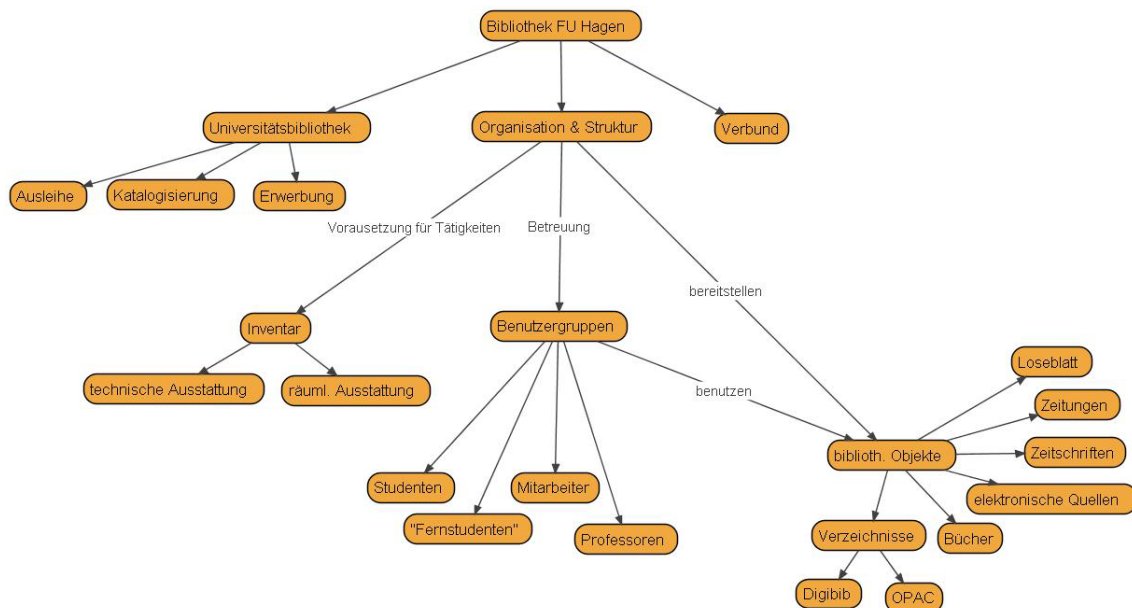 Bibliothek FU Hagen
Universitätsbibliothek
Organisation & Struktur
Verbund
Ausleihe
Katalogisierung
Erwerbung
Vorausetzung für Tätigkeiten
Betreuung
bereitstellen
Inventar
Benutzergruppen
technische Ausstattung
räuml. Ausstattung
benutzen
Loseblatt
Zeitungen
Zeitschriften
biblioth. Objekte
elektronische Quellen
Studenten
Mitarbeiter
"Fernstudenten"
Professoren
Verzeichnisse
Bücher
Digibib
OPAC